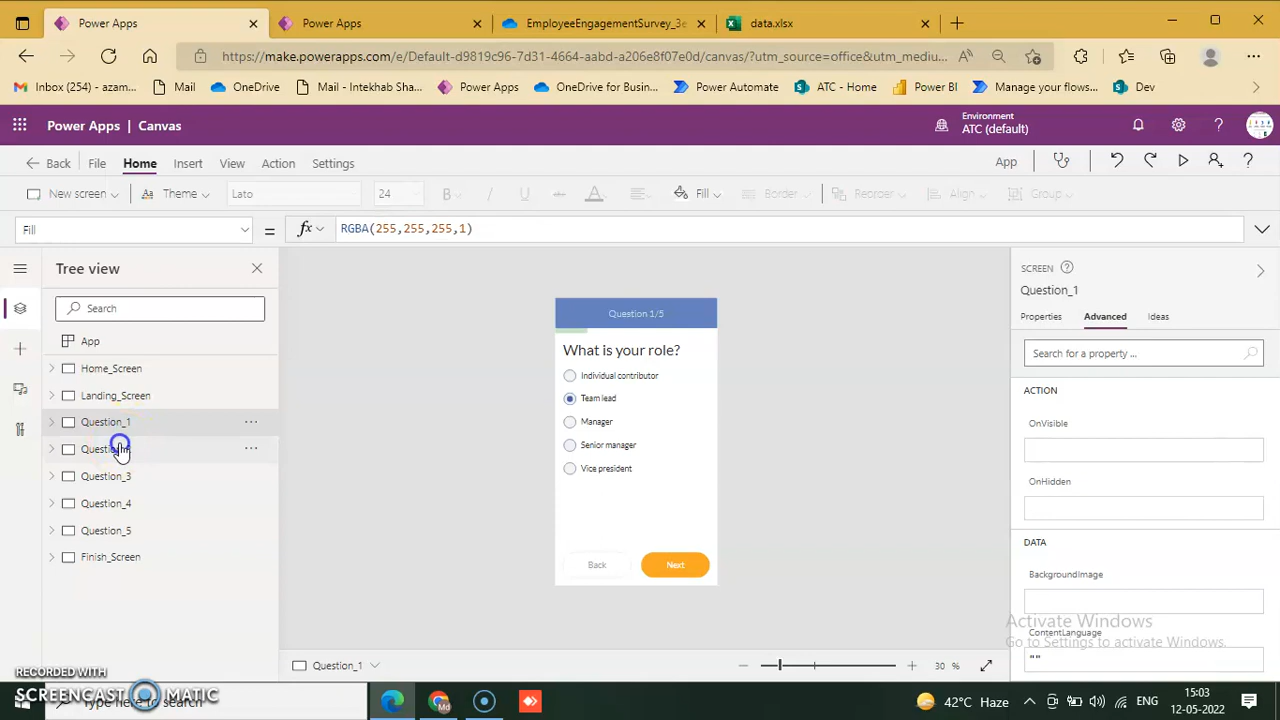 Power Apps
Power Apps
EmployeeEngagementSurvey_3e
data.xlsx
https://make.powerapps.com/e/Default-d9819c96-7d31-4664-aabd-a206e8f07e0d/canvas/?utm_source=office&utm_mediu...
Inbox (254) - azam...
Mail
OneDrive
Mail - Intekhab Sha...
Power Apps
OneDrive for Busin...
Power Automate
ATC - Home
Power BI
Manage your flows...
Dev
Power Apps | Canvas
Environment
ATC (default)
Back File Home Insert View Action Settings App
New screen Theme Lato 24 B I U abc A Fill Border Reorder Align Group
Fill = fx RGBA(255,255,255,1)
Tree view
Search
App
Home_Screen
Landing_Screen
Question_1
Question_3
Question_4
Question_5
Finish_Screen
Question 1/5
What is your role?
Individual contributor
Team lead
Manager
Senior manager
Vice president
Back
Next
Question_1
30 %
SCREEN
Question_1
Properties Advanced Ideas
Search for a property ...
ACTION
OnVisible
OnHidden
DATA
BackgroundImage
ContentLanguage
""
Activate Windows
Go to Settings to activate Windows.
RECORDED WITH
SCREENCAST MATIC
Type here to search
42°C Haze
ENG
15:03
12-05-2022